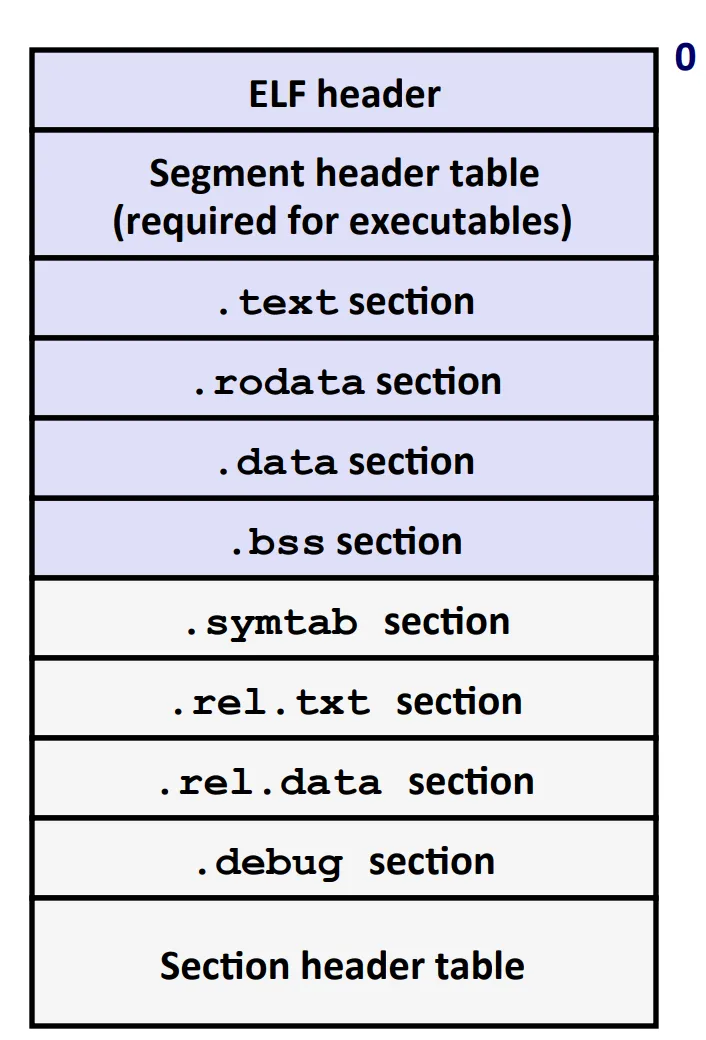 0
ELF header
Segment header table
(required for executables)
.text section
.rodata section
.data section
.bss section
.symtab section
.rel.txt section
.rel.data section
.debug section
Section header table